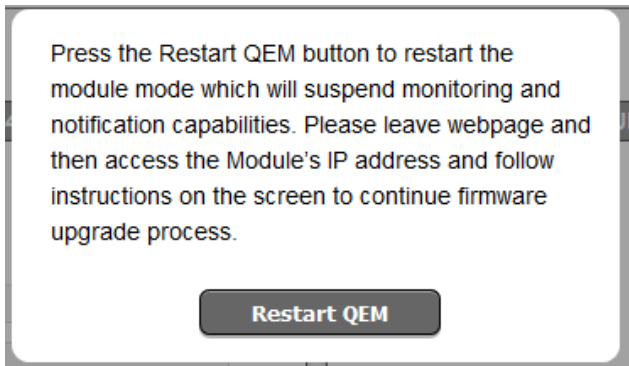 Press the Restart QEM button to restart the
module mode which will suspend monitoring and
notification capabilities. Please leave webpage and
then access the Module's IP address and follow
instructions on the screen to continue firmware
upgrade process.
Restart QEM